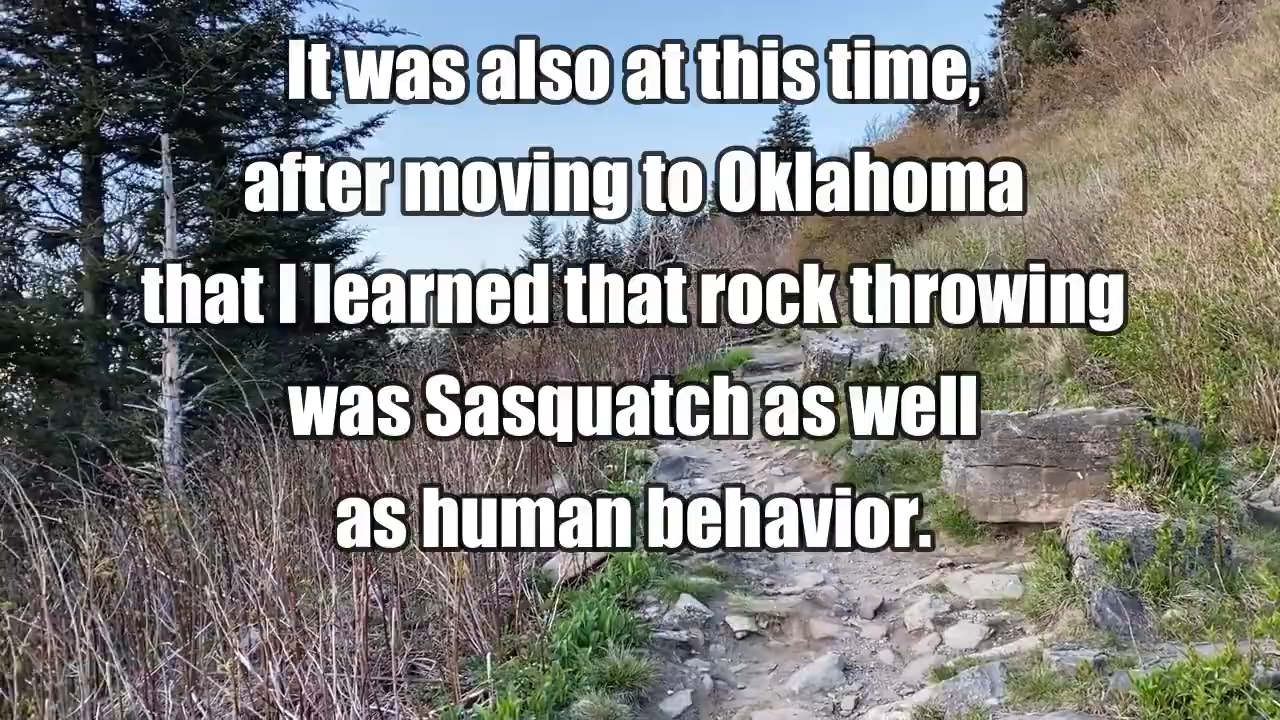 It was also at this time,
after moving to Oklahoma
that I learned that rock throwing
was Sasquatch as well
as human behavior.